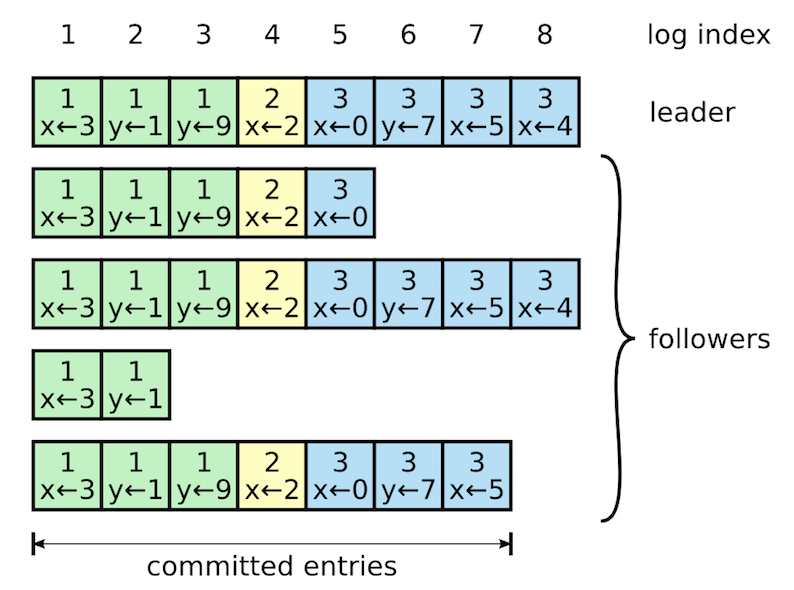 1 2 3 4 5 6 7 8 log index
1 1 1 2 3 3 3 3
x←3 y←1 y←9 x←2 x←0 y←7 x←5 x←4
leader
1 1 1 2 3
x←3 y←1 y←9 x←2 x←0
1 1 1 2 3 3 3 3
x←3 y←1 y←9 x←2 x←0 y←7 x←5 x←4
followers
1 1
x←3 y←1
1 1 1 2 3 3 3
x←3 y←1 y←9 x←2 x←0 y←7 x←5
committed entries